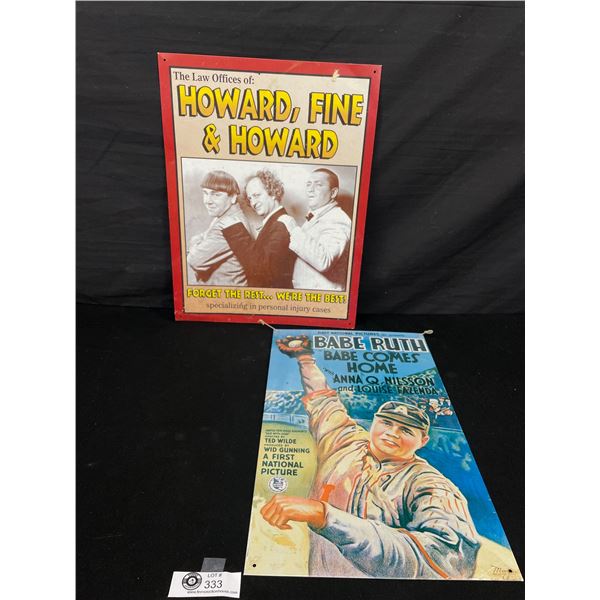 The Law Offices of:
HOWARD, FINE
& HOWARD
FORGET THE REST... WE'RE THE BEST!
specializing in personal injury cases
FIRST NATIONAL PICTURES
BABE RUTH
BABE COMES
HOME
WITH
ANNA Q. NILSSON
and LOUISE FAZENDA
TED WILDE
WID GUNNING
A FIRST
NATIONAL
PICTURE
A
LOT #
333